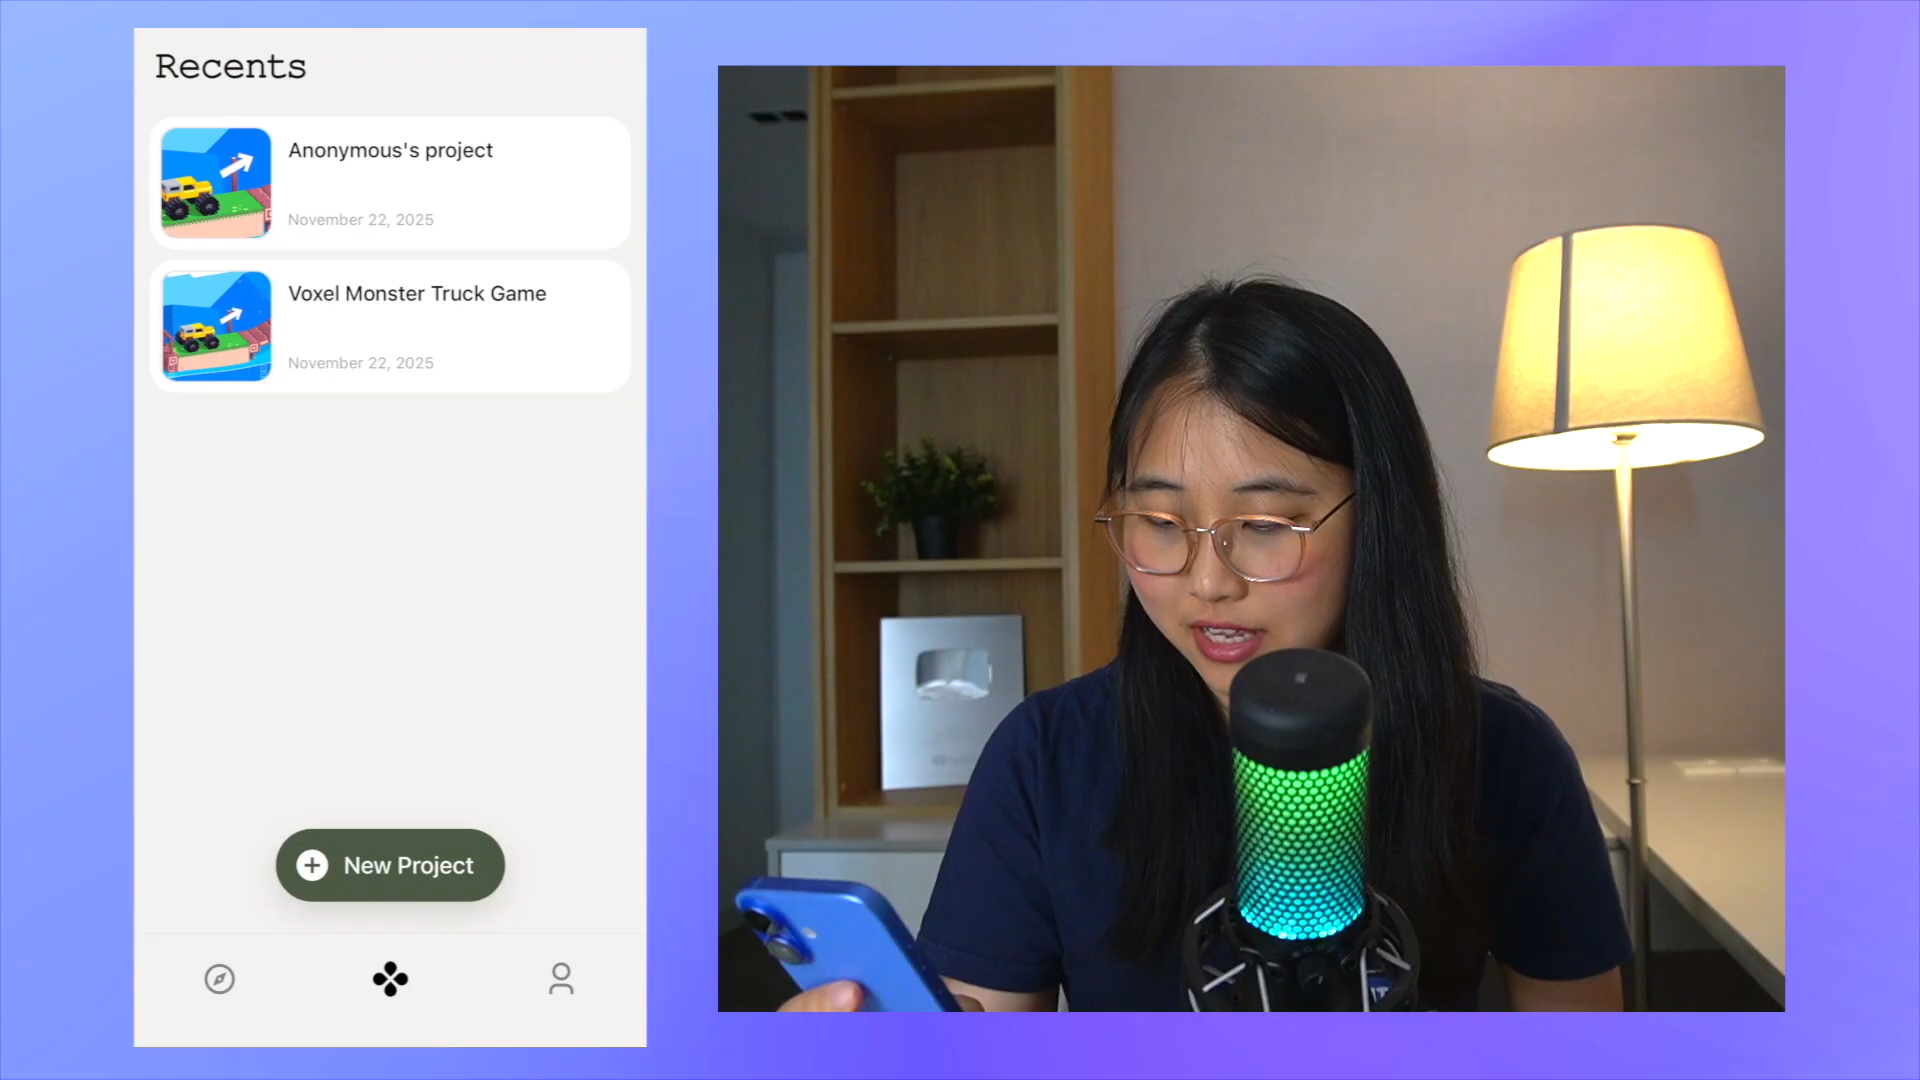 Recents
Anonymous's project
November 22, 2025
Voxel Monster Truck Game
November 22, 2025
New Project